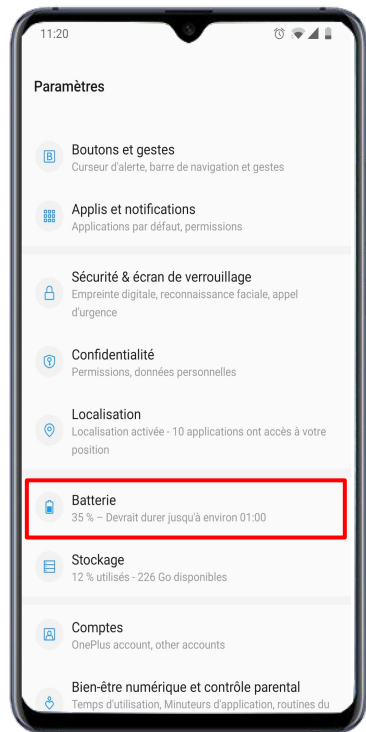 11:20
Paramètres
Boutons et gestes
Curseur d'alerte, barre de navigation et gestes
Applis et notifications
Applications par défaut, permissions
Sécurité & écran de verrouillage
Empreinte digitale, reconnaissance faciale, appel
d'urgence
Confidentialité
Permissions, données personnelles
Localisation
Localisation activée - 10 applications ont accès à votre
position
Batterie
35 % – Devrait durer jusqu'à environ 01:00
Stockage
12 % utilisés - 226 Go disponibles
Comptes
OnePlus account, other accounts
Bien-être numérique et contrôle parental
Temps d'utilisation, Minuteurs d'application, routines du